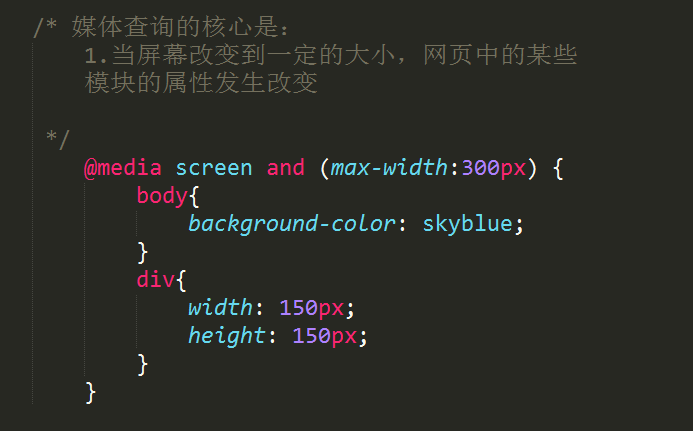 /* 媒体查询的核心是:
1.当屏幕改变到一定的大小，网页中的某些
模块的属性发生改变
*/
@media screen and (max-width:300px) {
body{
background-color: skyblue;
}
div{
width: 150px;
height: 150px;
}
}